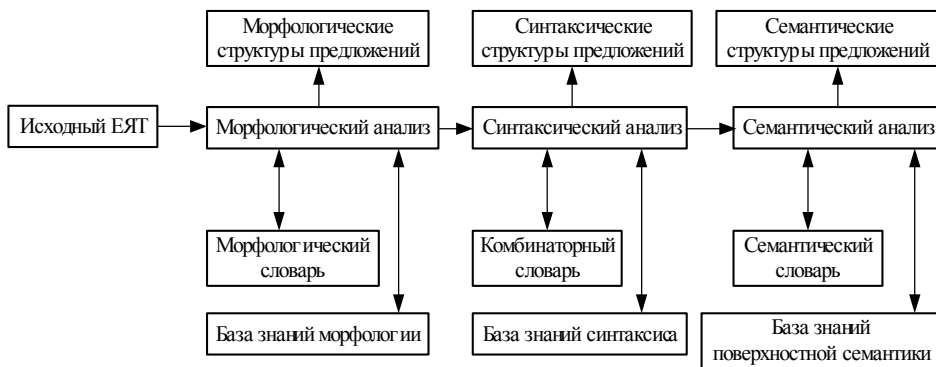 Морфологические
структуры предложений
Синтаксические
структуры предложений
Семантические
структуры предложений
Исходный ЕЯТ
Морфологический анализ
Синтаксический анализ
Семантический анализ
Морфологический
словарь
Комбинаторный
словарь
Семантический
словарь
База знаний морфологии
База знаний синтаксиса
База знаний
поверхностной семантики